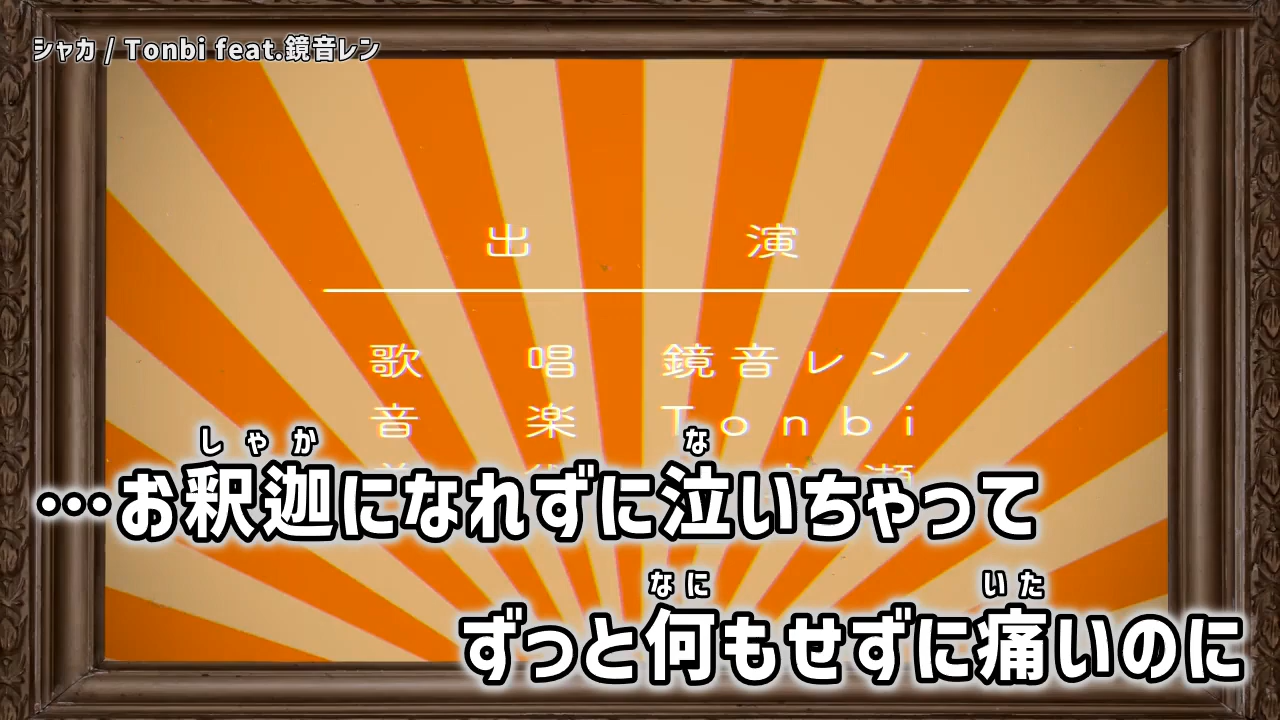 シャカ / Tonbi feat.鏡音レン
出演
歌唱 鏡音レン
音楽 Tonbi
しゃか な
…お釈迦になれずに泣いちゃって
なに いた
ずっと何もせずに痛いのに